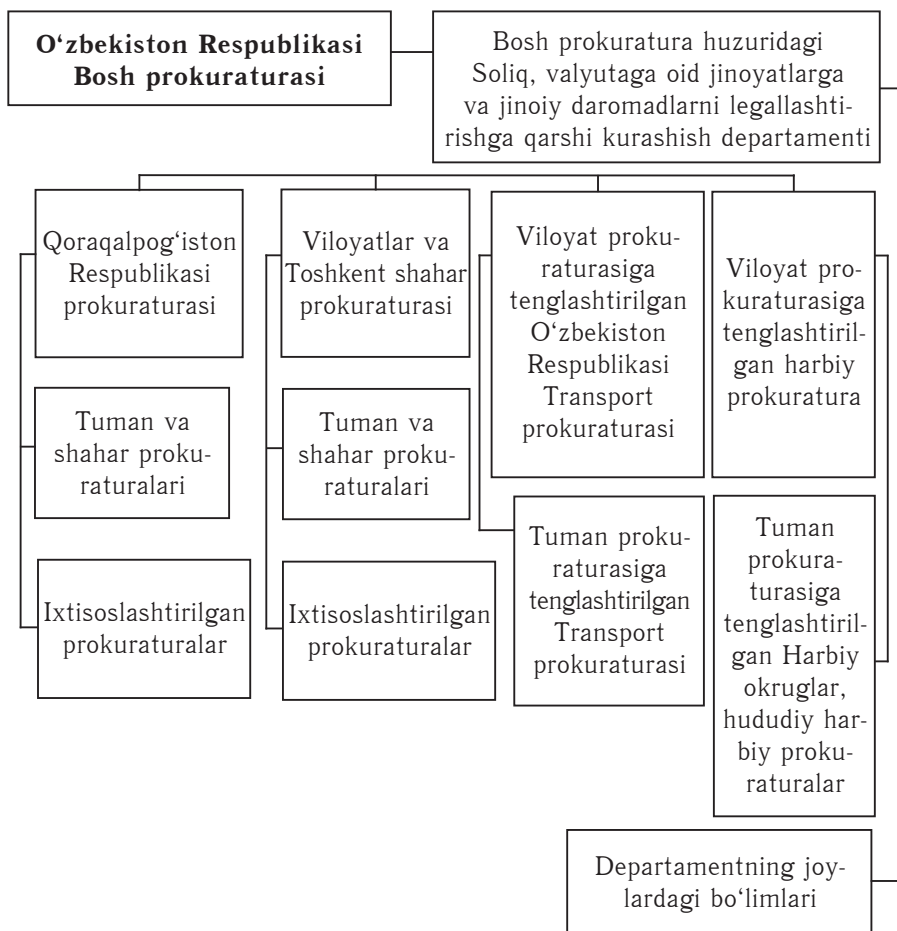 O‘zbekiston Respublikasi
Bosh prokuraturasi
Bosh prokuratura huzuridagi
Soliq, valyutaga oid jinoyatlarga
va jinoiy daromadlarni legallashti-
rishga qarshi kurashish departamenti
Qoraqalpog‘iston
Respublikasi
prokuraturasi
Viloyatlar va
Toshkent shahar
prokuraturasi
Viloyat proku-
raturasiga
tenglashtirilgan
O‘zbekiston
Respublikasi
Transport
prokuraturasi
Viloyat pro-
kuraturasiga
tenglashtiril-
gan harbiy
prokuratura
Tuman va
shahar proku-
raturalari
Tuman va
shahar proku-
raturalari
Tuman proku-
raturasiga
tenglashtirilgan
Transport
prokuraturasi
Tuman
prokura-
turasiga
tenglashtiril-
gan Harbiy
okruglar,
hududiy har-
biy proku-
raturalar
Ixtisoslashtirilgan
prokuraturalar
Ixtisoslashtirilgan
prokuraturalar
Departamentning joy-
lardagi bo‘limlari